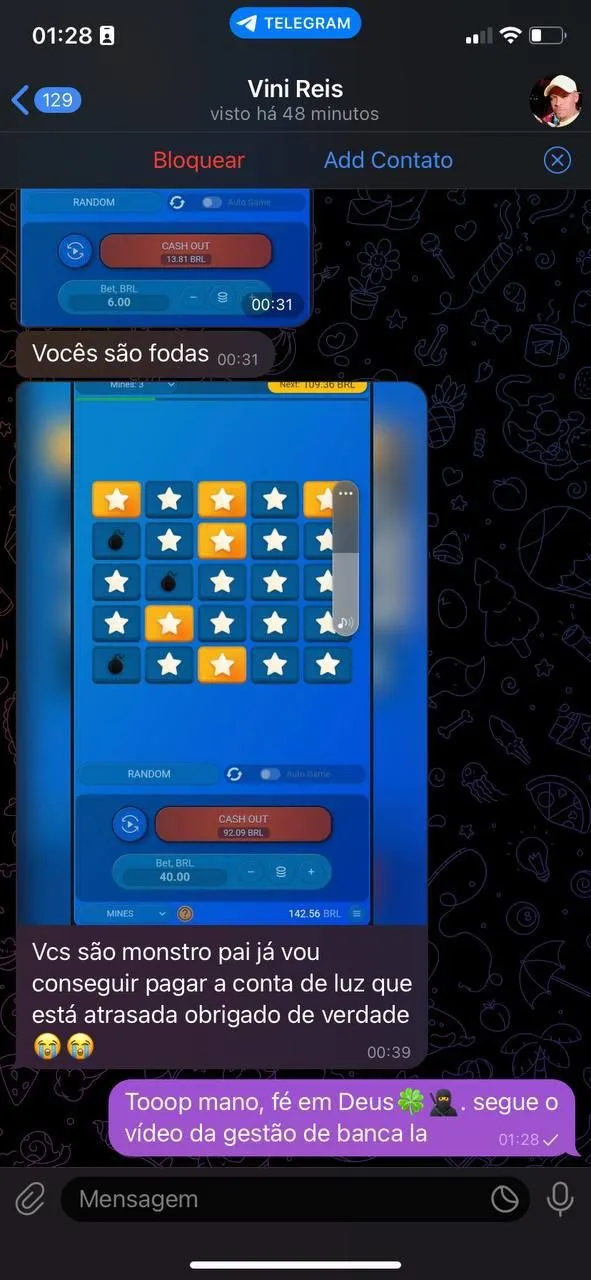 01:28
TELEGRAM
129
Vini Reis
visto há 48 minutos
Bloquear
Add Contato
RANDOM
Auto Game
CASH OUT
13.81 BRL
Bet, BRL
6.00
00:31
Vocês são fodas 00:31
Mines: 3
Next: 109.36 BRL
RANDOM
Auto Game
CASH OUT
92.09 BRL
Bet, BRL
40.00
MINES
?
142.56 BRL
Vcs são monstro pai já vou
conseguir pagar a conta de luz que
está atrasada obrigado de verdade
😭😭 00:39
Tooop mano, fé em Deus🍀🥷. segue o
vídeo da gestão de banca la 01:28
Mensagem